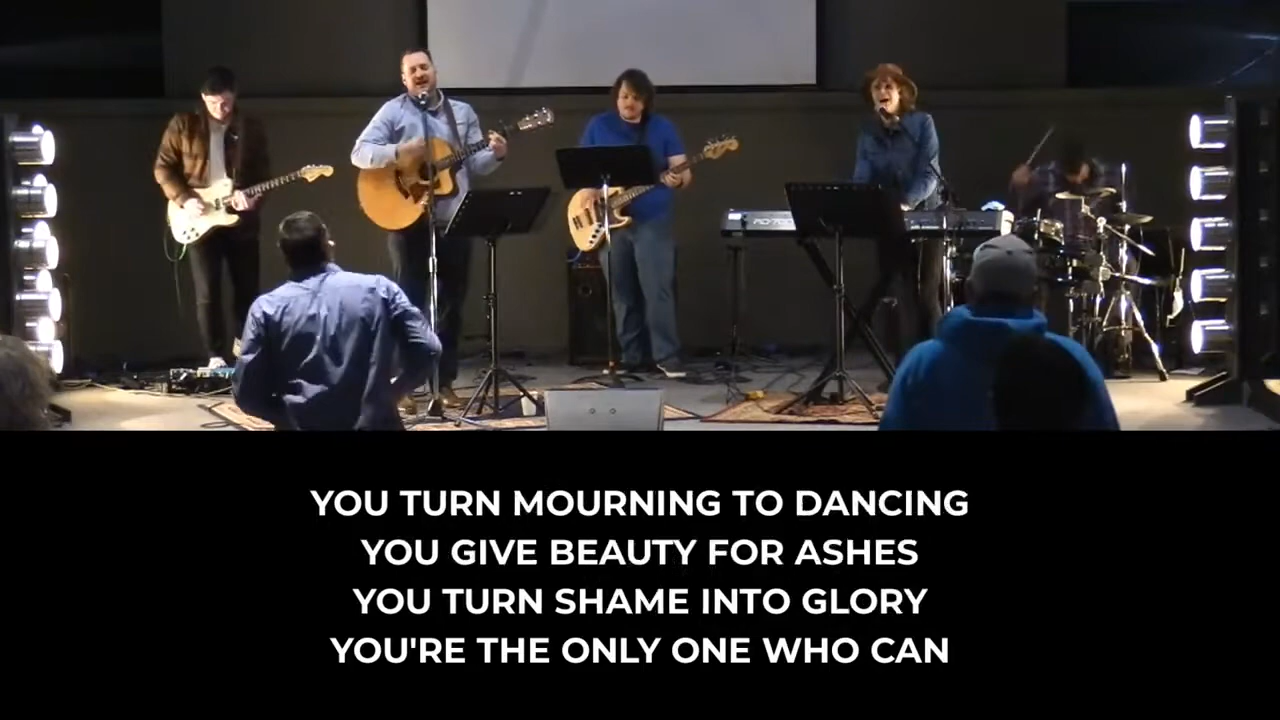 YOU TURN MOURNING TO DANCING
YOU GIVE BEAUTY FOR ASHES
YOU TURN SHAME INTO GLORY
YOU'RE THE ONLY ONE WHO CAN